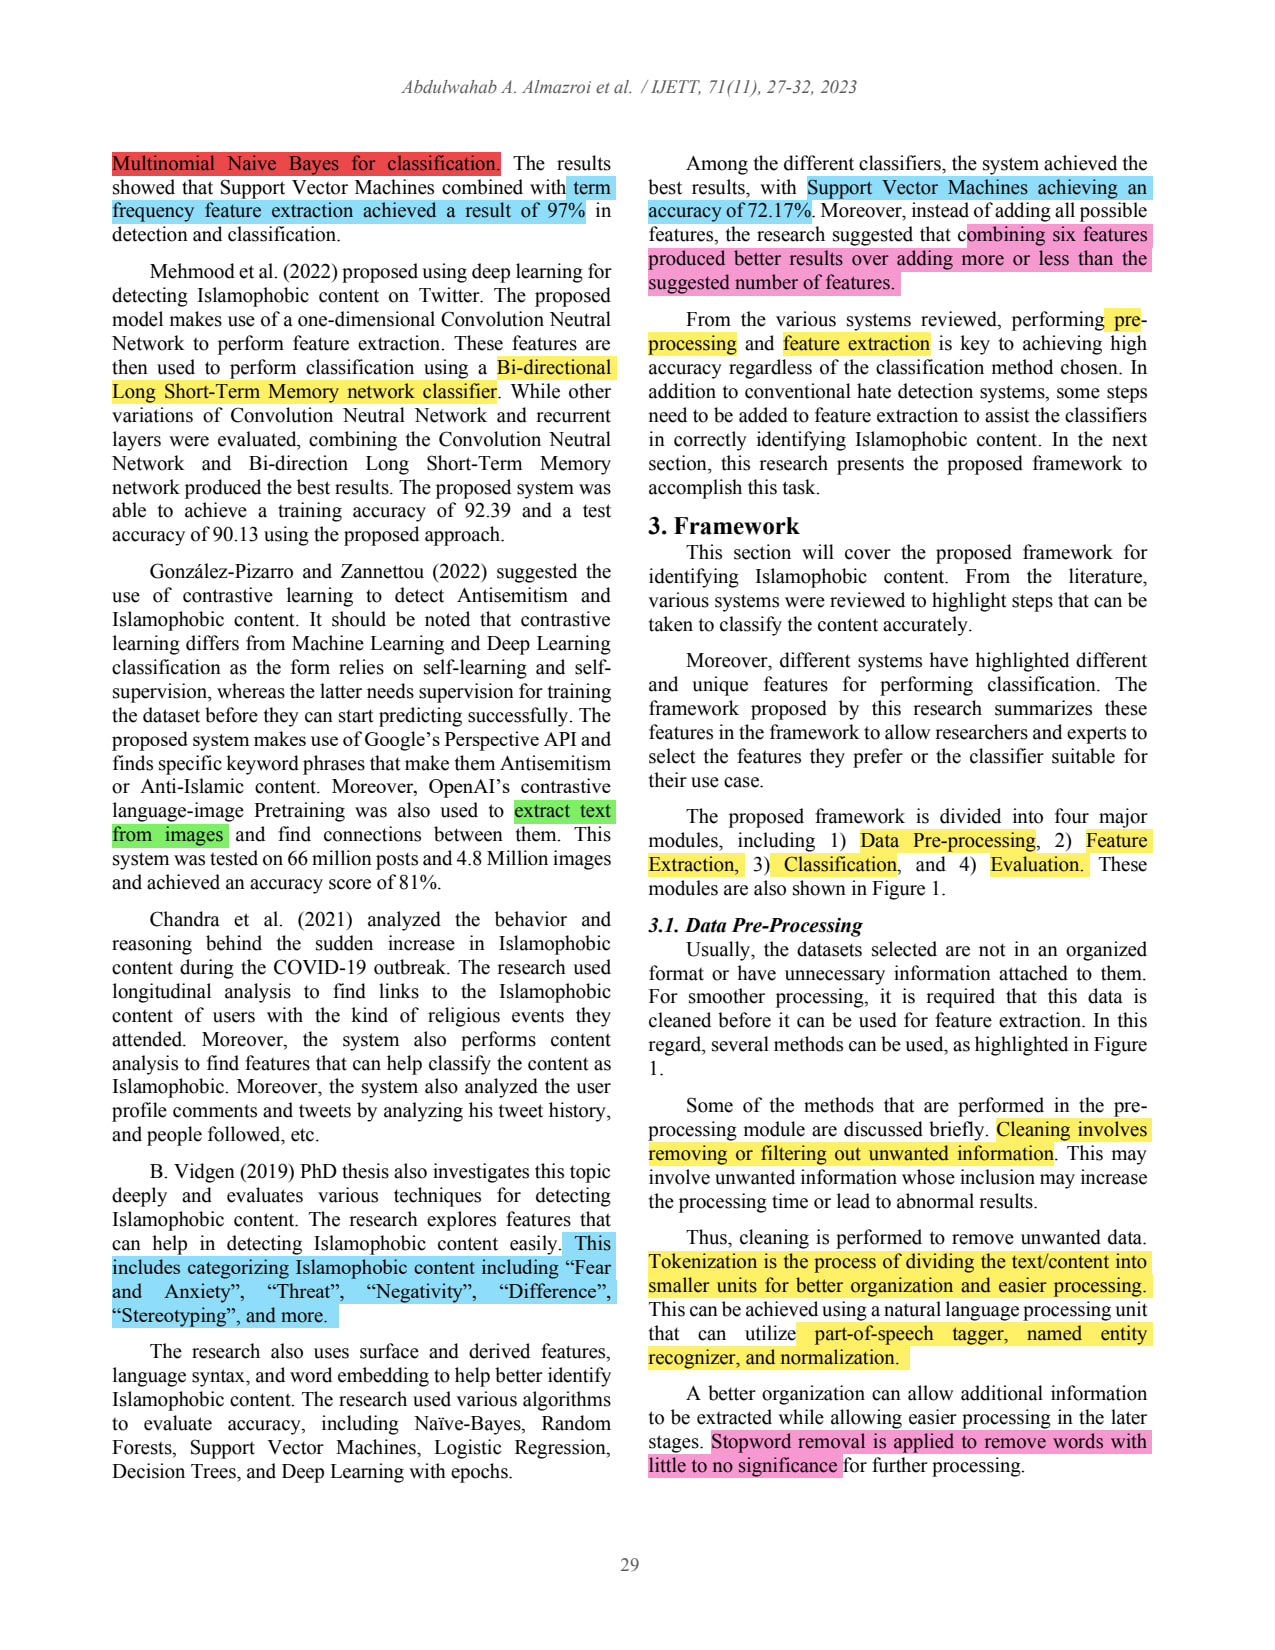 Abdulwahab A. Almazroi et al. / IJETT, 71(11), 27-32, 2023
Multinomial Naive Bayes for classification. The results
showed that Support Vector Machines combined with term
frequency feature extraction achieved a result of 97% in
detection and classification.
Mehmood et al. (2022) proposed using deep learning for
detecting Islamophobic content on Twitter. The proposed
model makes use of a one-dimensional Convolution Neutral
Network to perform feature extraction. These features are
then used to perform classification using a Bi-directional
Long Short-Term Memory network classifier. While other
variations of Convolution Neutral Network and recurrent
layers were evaluated, combining the Convolution Neutral
Network and Bi-direction Long Short-Term Memory
network produced the best results. The proposed system was
able to achieve a training accuracy of 92.39 and a test
accuracy of 90.13 using the proposed approach.
González-Pizarro and Zannettou (2022) suggested the
use of contrastive learning to detect Antisemitism and
Islamophobic content. It should be noted that contrastive
learning differs from Machine Learning and Deep Learning
classification as the form relies on self-learning and self-
supervision, whereas the latter needs supervision for training
the dataset before they can start predicting successfully. The
proposed system makes use of Google’s Perspective API and
finds specific keyword phrases that make them Antisemitism
or Anti-Islamic content. Moreover, OpenAI’s contrastive
language-image Pretraining was also used to extract text
from images and find connections between them. This
system was tested on 66 million posts and 4.8 Million images
and achieved an accuracy score of 81%.
Chandra et al. (2021) analyzed the behavior and
reasoning behind the sudden increase in Islamophobic
content during the COVID-19 outbreak. The research used
longitudinal analysis to find links to the Islamophobic
content of users with the kind of religious events they
attended. Moreover, the system also performs content
analysis to find features that can help classify the content as
Islamophobic. Moreover, the system also analyzed the user
profile comments and tweets by analyzing his tweet history,
and people followed, etc.
B. Vidgen (2019) PhD thesis also investigates this topic
deeply and evaluates various techniques for detecting
Islamophobic content. The research explores features that
can help in detecting Islamophobic content easily. This
includes categorizing Islamophobic content including “Fear
and Anxiety”, “Threat”, “Negativity”, “Difference”,
“Stereotyping”, and more.
The research also uses surface and derived features,
language syntax, and word embedding to help better identify
Islamophobic content. The research used various algorithms
to evaluate accuracy, including Naïve-Bayes, Random
Forests, Support Vector Machines, Logistic Regression,
Decision Trees, and Deep Learning with epochs.
Among the different classifiers, the system achieved the
best results, with Support Vector Machines achieving an
accuracy of 72.17%. Moreover, instead of adding all possible
features, the research suggested that combining six features
produced better results over adding more or less than the
suggested number of features.
From the various systems reviewed, performing pre-
processing and feature extraction is key to achieving high
accuracy regardless of the classification method chosen. In
addition to conventional hate detection systems, some steps
need to be added to feature extraction to assist the classifiers
in correctly identifying Islamophobic content. In the next
section, this research presents the proposed framework to
accomplish this task.
3. Framework
This section will cover the proposed framework for
identifying Islamophobic content. From the literature,
various systems were reviewed to highlight steps that can be
taken to classify the content accurately.
Moreover, different systems have highlighted different
and unique features for performing classification. The
framework proposed by this research summarizes these
features in the framework to allow researchers and experts to
select the features they prefer or the classifier suitable for
their use case.
The proposed framework is divided into four major
modules, including 1) Data Pre-processing, 2) Feature
Extraction, 3) Classification, and 4) Evaluation. These
modules are also shown in Figure 1.
3.1. Data Pre-Processing
Usually, the datasets selected are not in an organized
format or have unnecessary information attached to them.
For smoother processing, it is required that this data is
cleaned before it can be used for feature extraction. In this
regard, several methods can be used, as highlighted in Figure
1.
Some of the methods that are performed in the pre-
processing module are discussed briefly. Cleaning involves
removing or filtering out unwanted information. This may
involve unwanted information whose inclusion may increase
the processing time or lead to abnormal results.
Thus, cleaning is performed to remove unwanted data.
Tokenization is the process of dividing the text/content into
smaller units for better organization and easier processing.
This can be achieved using a natural language processing unit
that can utilize part-of-speech tagger, named entity
recognizer, and normalization.
A better organization can allow additional information
to be extracted while allowing easier processing in the later
stages. Stopword removal is applied to remove words with
little to no significance for further processing.
29